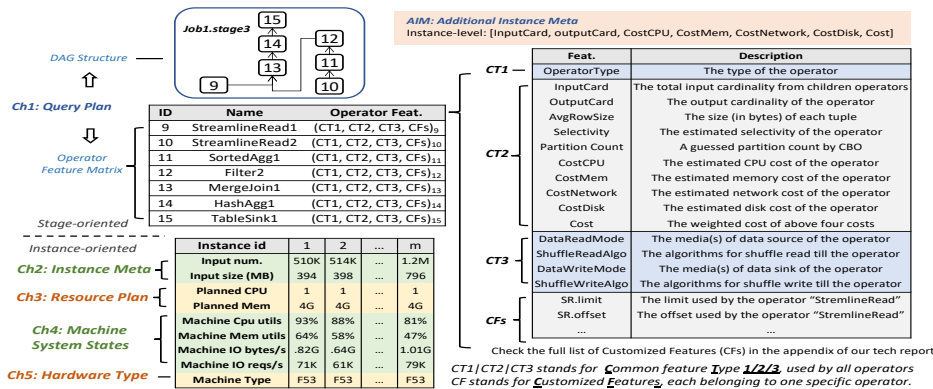 Job1.stage3
15
14
13
12
11
10
9
DAG Structure
Ch1: Query Plan
Operator
Feature Matrix
Stage-oriented
Instance-oriented
AIM: Additional Instance Meta
Instance-level: [InputCard, outputCard, CostCPU, CostMem, CostNetwork, CostDisk, Cost]
ID Name Operator Feat.
9 StreamlineRead1 (CT1, CT2, CT3, CFs)9
10 StreamlineRead2 (CT1, CT2, CT3, CFs)10
11 SortedAgg1 (CT1, CT2, CT3, CFs)11
12 Filter2 (CT1, CT2, CT3, CFs)12
13 MergeJoin1 (CT1, CT2, CT3, CFs)13
14 HashAgg1 (CT1, CT2, CT3, CFs)14
15 TableSink1 (CT1, CT2, CT3, CFs)15
Ch2: Instance Meta
Ch3: Resource Plan
Ch4: Machine
System States
Ch5: Hardware Type
Instance id 1 2 ... m
Input num. 510K 514K ... 1.2M
Input size (MB) 394 398 ... 796
Planned CPU 1 1 ... 1
Planned Mem 4G 4G ... 4G
Machine Cpu utils 93% 88% ... 81%
Machine Mem utils 64% 58% ... 47%
Machine IO bytes/s .82G .64G ... 1.01G
Machine IO reqs/s 71K 61K ... 79K
Machine Type F53 F53 ... F53
Feat. Description
CT1 OperatorType The type of the operator
CT2
InputCard The total input cardinality from children operators
OutputCard The output cardinality of the operator
AvgRowSize The size (in bytes) of each tuple
Selectivity The estimated selectivity of the operator
Partition Count A guessed partition count by CBO
CostCPU The estimated CPU cost of the operator
CostMem The estimated memory cost of the operator
CostNetwork The estimated network cost of the operator
CostDisk The estimated disk cost of the operator
Cost The weighted cost of above four costs
CT3
DataReadMode The media(s) of data source of the operator
ShuffleReadAlgo The algorithms for shuffle read till the operator
DataWriteMode The media(s) of data sink of the operator
ShuffleWriteAlgo The algorithms for shuffle write till the operator
CFs
SR.limit The limit used by the operator “StremlineRead”
SR.offset The offset used by the operator “StremlineRead”
... ...
Check the full list of Customized Features (CFs) in the appendix of our tech report
CT1|CT2|CT3 stands for Common feature Type 1/2/3, used by all operators
CF stands for Customized Features, each belonging to one specific operator.